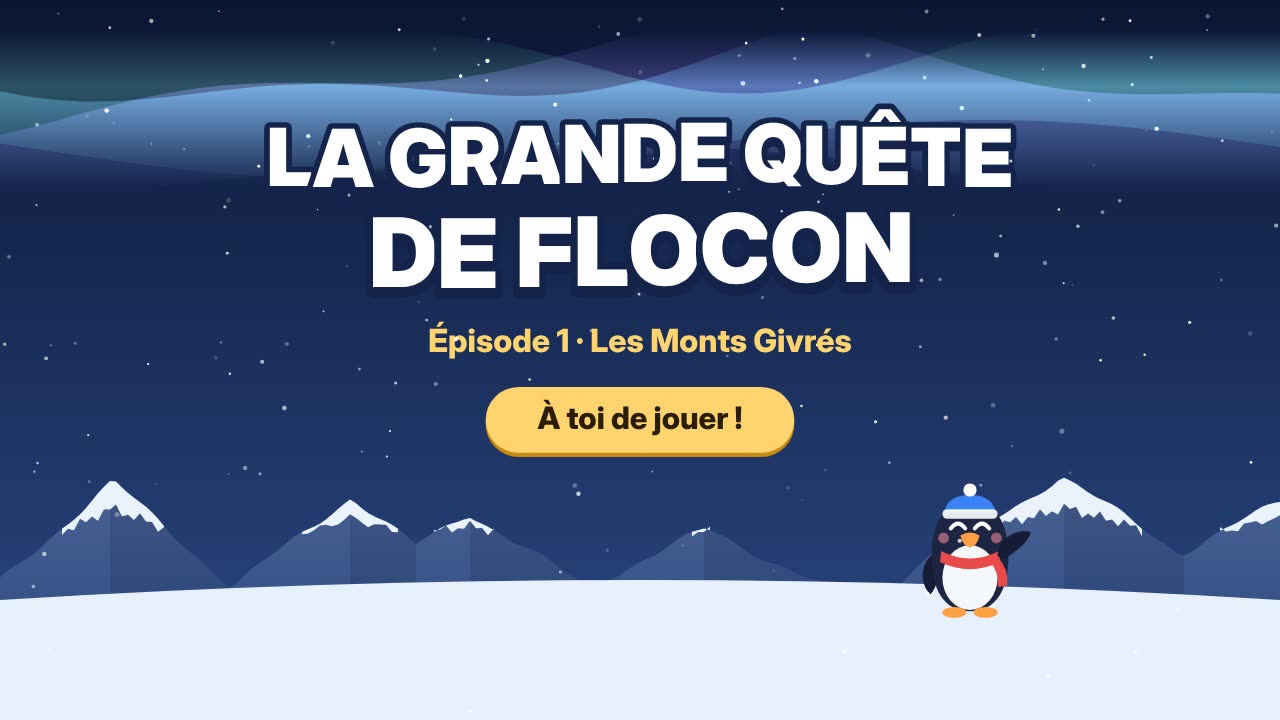 LA GRANDE QUÊTE
DE FLOCON
Épisode 1 · Les Monts Givrés
À toi de jouer !